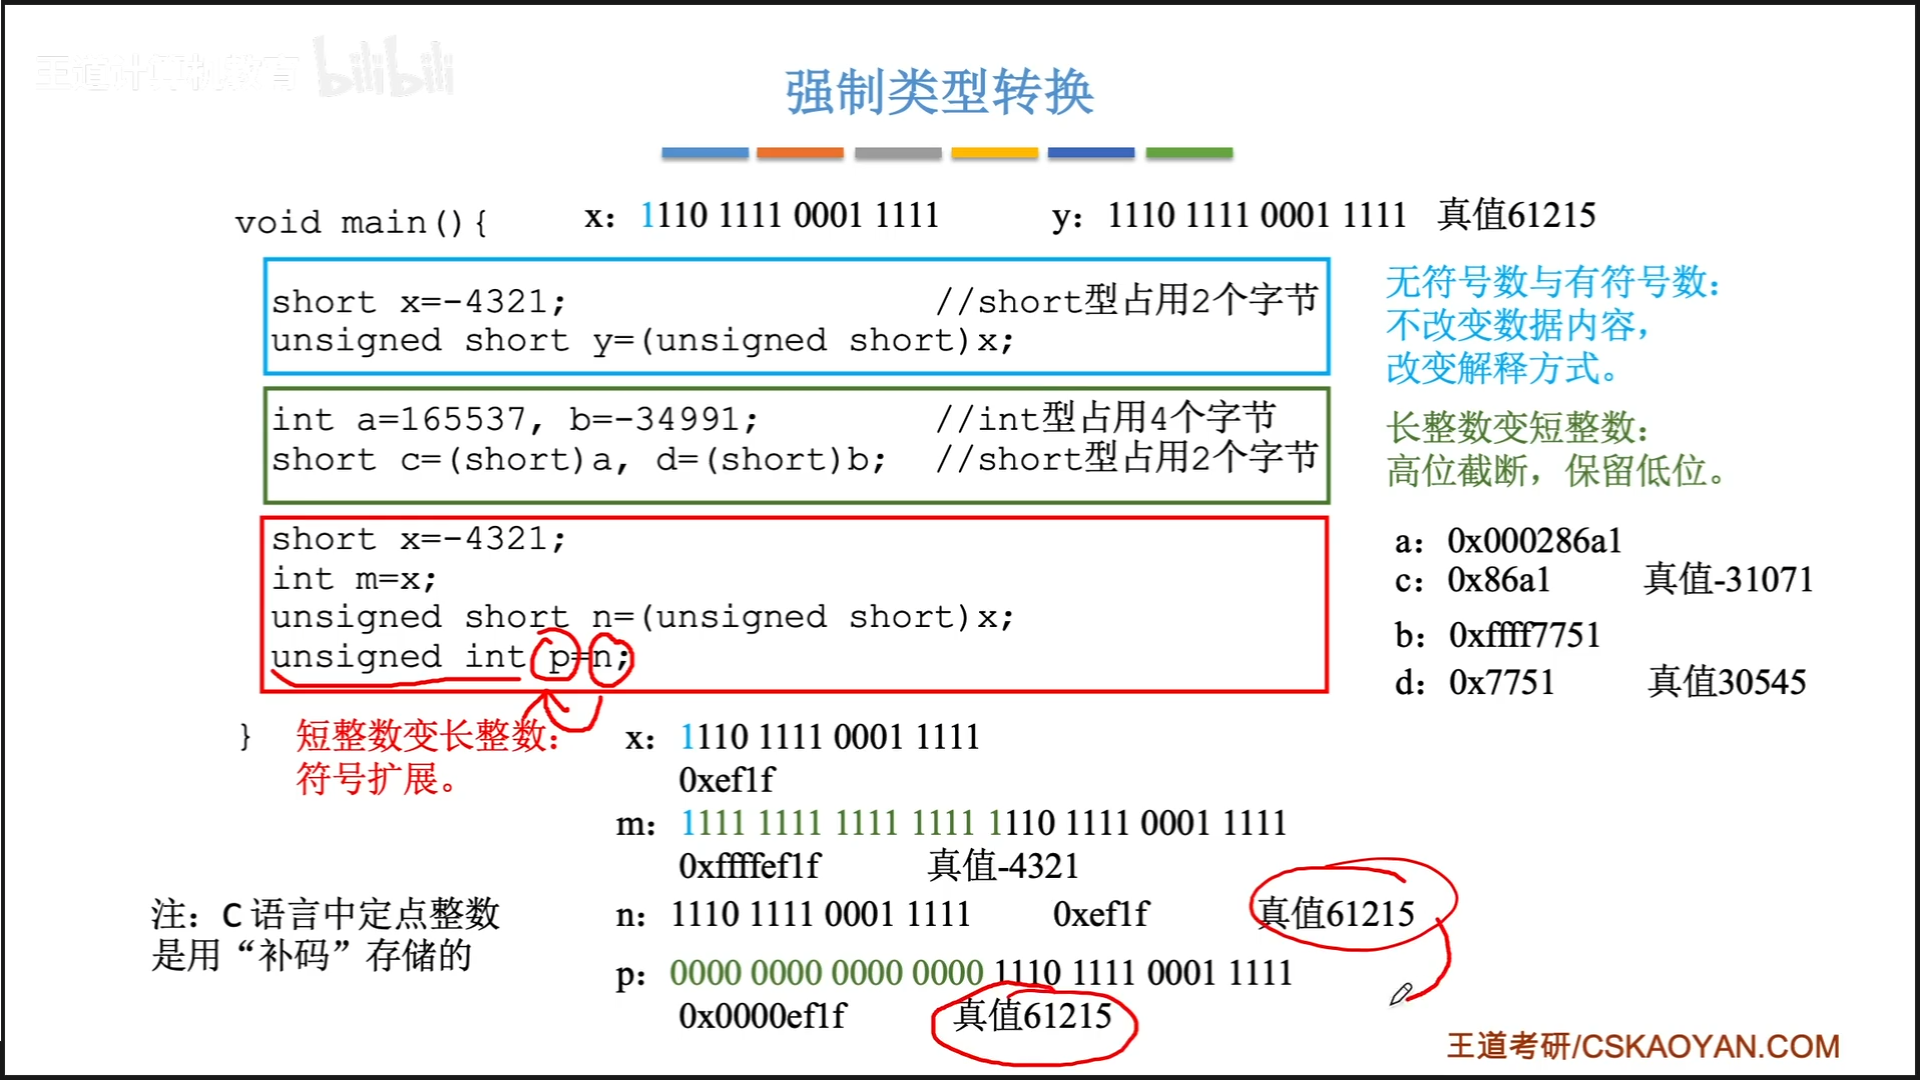 王道计算机教育 bilibili
强制类型转换
void main(){
x：1110 1111 0001 1111
y：1110 1111 0001 1111 真值61215
short x=-4321; //short型占用2个字节
unsigned short y=(unsigned short)x;
无符号数与有符号数：
不改变数据内容，
改变解释方式。
int a=165537, b=-34991; //int型占用4个字节
short c=(short)a, d=(short)b; //short型占用2个字节
长整数变短整数：
高位截断，保留低位。
short x=-4321;
int m=x;
unsigned short n=(unsigned short)x;
unsigned int p=n;
a：0x000286a1
c：0x86a1 真值-31071
b：0xffff7751
d：0x7751 真值30545
}
短整数变长整数：
符号扩展。
x：1110 1111 0001 1111
0xef1f
m：1111 1111 1111 1111 1110 1111 0001 1111
0xffffef1f 真值-4321
n：1110 1111 0001 1111 0xef1f 真值61215
p：0000 0000 0000 0000 1110 1111 0001 1111
0x0000ef1f 真值61215
注：C 语言中定点整数
是用“补码”存储的
王道考研/CSKAOYAN.COM